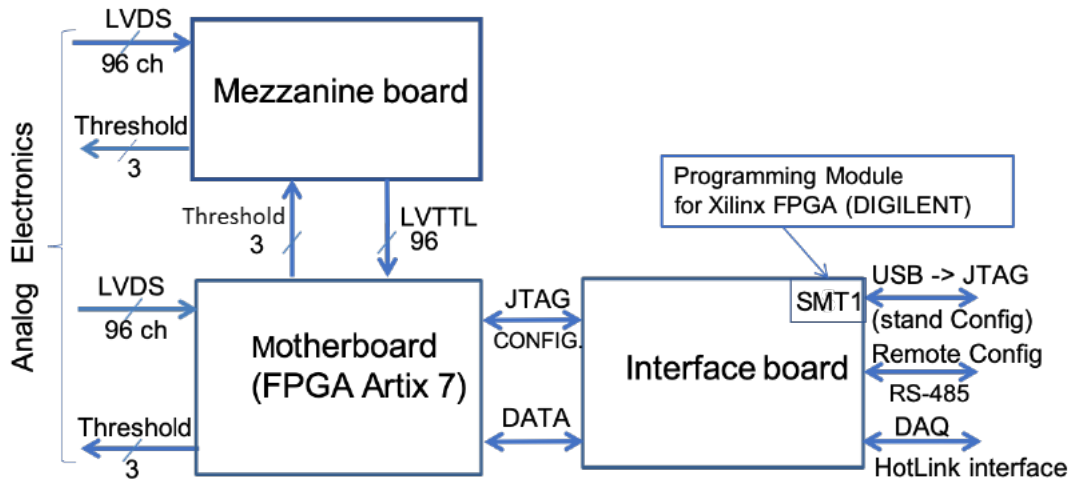 LVDS
96 ch
Mezzanine board
Threshold
3
Analog Electronics
Threshold
3
LVTTL
96
Programming Module
for Xilinx FPGA (DIGILENT)
LVDS
96 ch
Motherboard
(FPGA Artix 7)
Threshold
3
JTAG
CONFIG.
DATA
SMT1
Interface board
USB -> JTAG
(stand Config)
Remote Config
RS-485
DAQ
HotLink interface